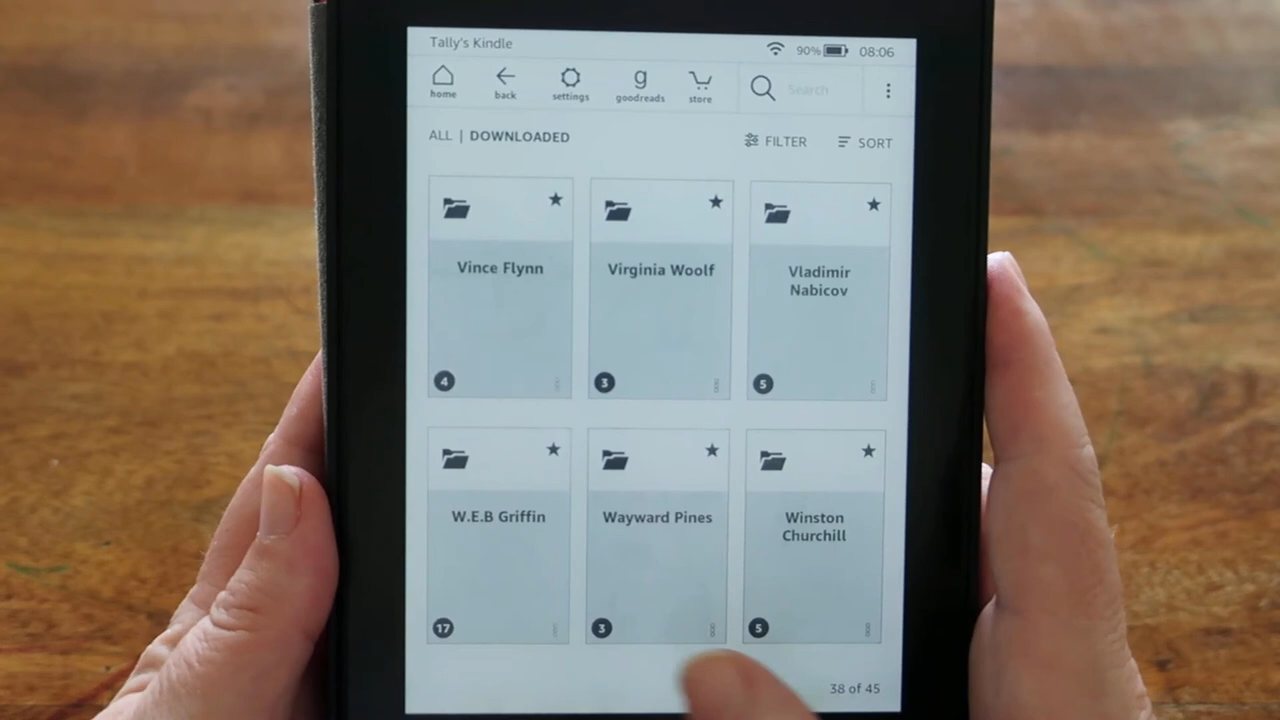 Tally's Kindle 90% 08:06
home back settings goodreads store Search
ALL | DOWNLOADED FILTER SORT
Vince Flynn
4
Virginia Woolf
3
Vladimir
Nabicov
5
W.E.B Griffin
17
Wayward Pines
3
Winston
Churchill
5
38 of 45